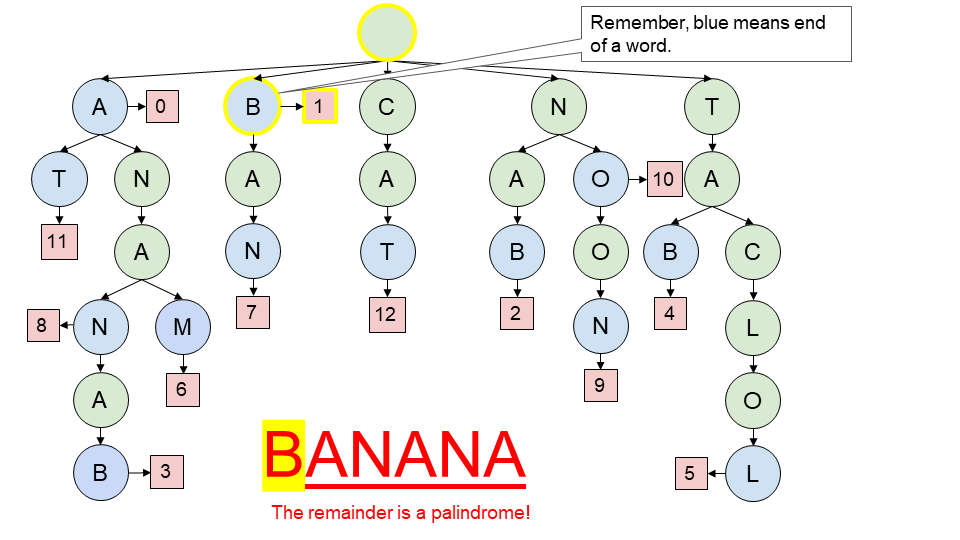 Remember, blue means end
of a word.
A 0 B 1 C N T
T N A A A O 10 A
11 A N T B O B C
8 N M 7 12 2 N 4 L
6 9
A O
BANANA
B 3 5 L
The remainder is a palindrome!